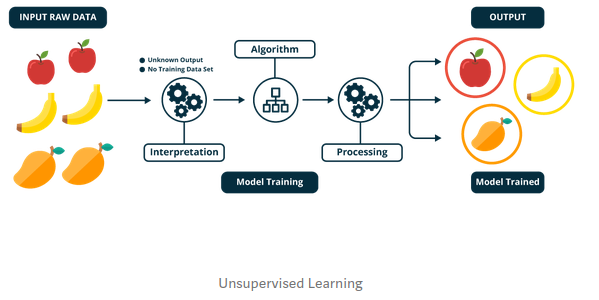 INPUT RAW DATA
OUTPUT
Algorithm
Unknown Output
No Training Data Set
Interpretation
Processing
Model Training
Model Trained
Unsupervised Learning